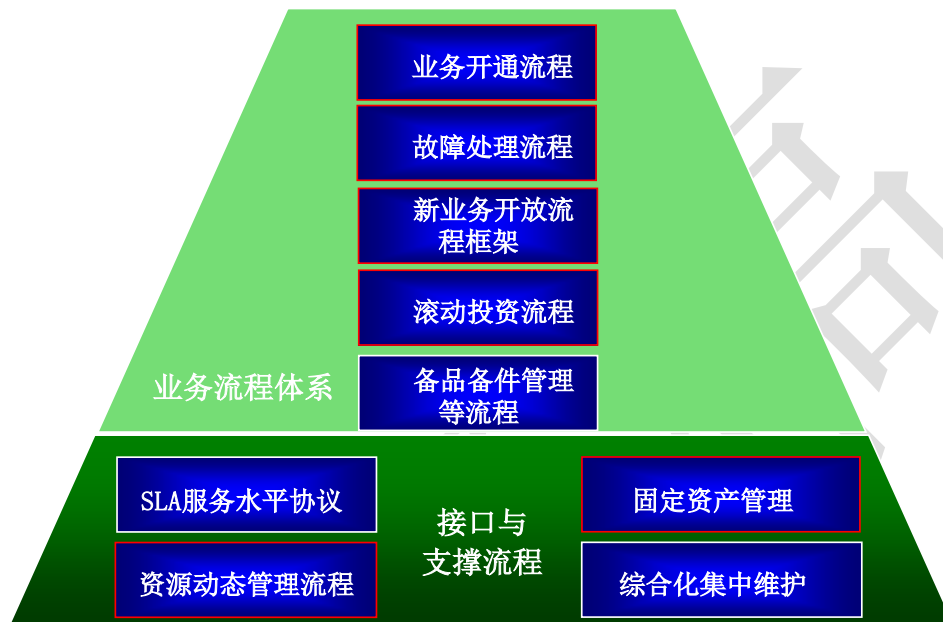 业务开通流程
故障处理流程
新业务开放流
程框架
滚动投资流程
业务流程体系
备品备件管理
等流程
SLA服务水平协议
接口与
支撑流程
固定资产管理
资源动态管理流程
综合化集中维护